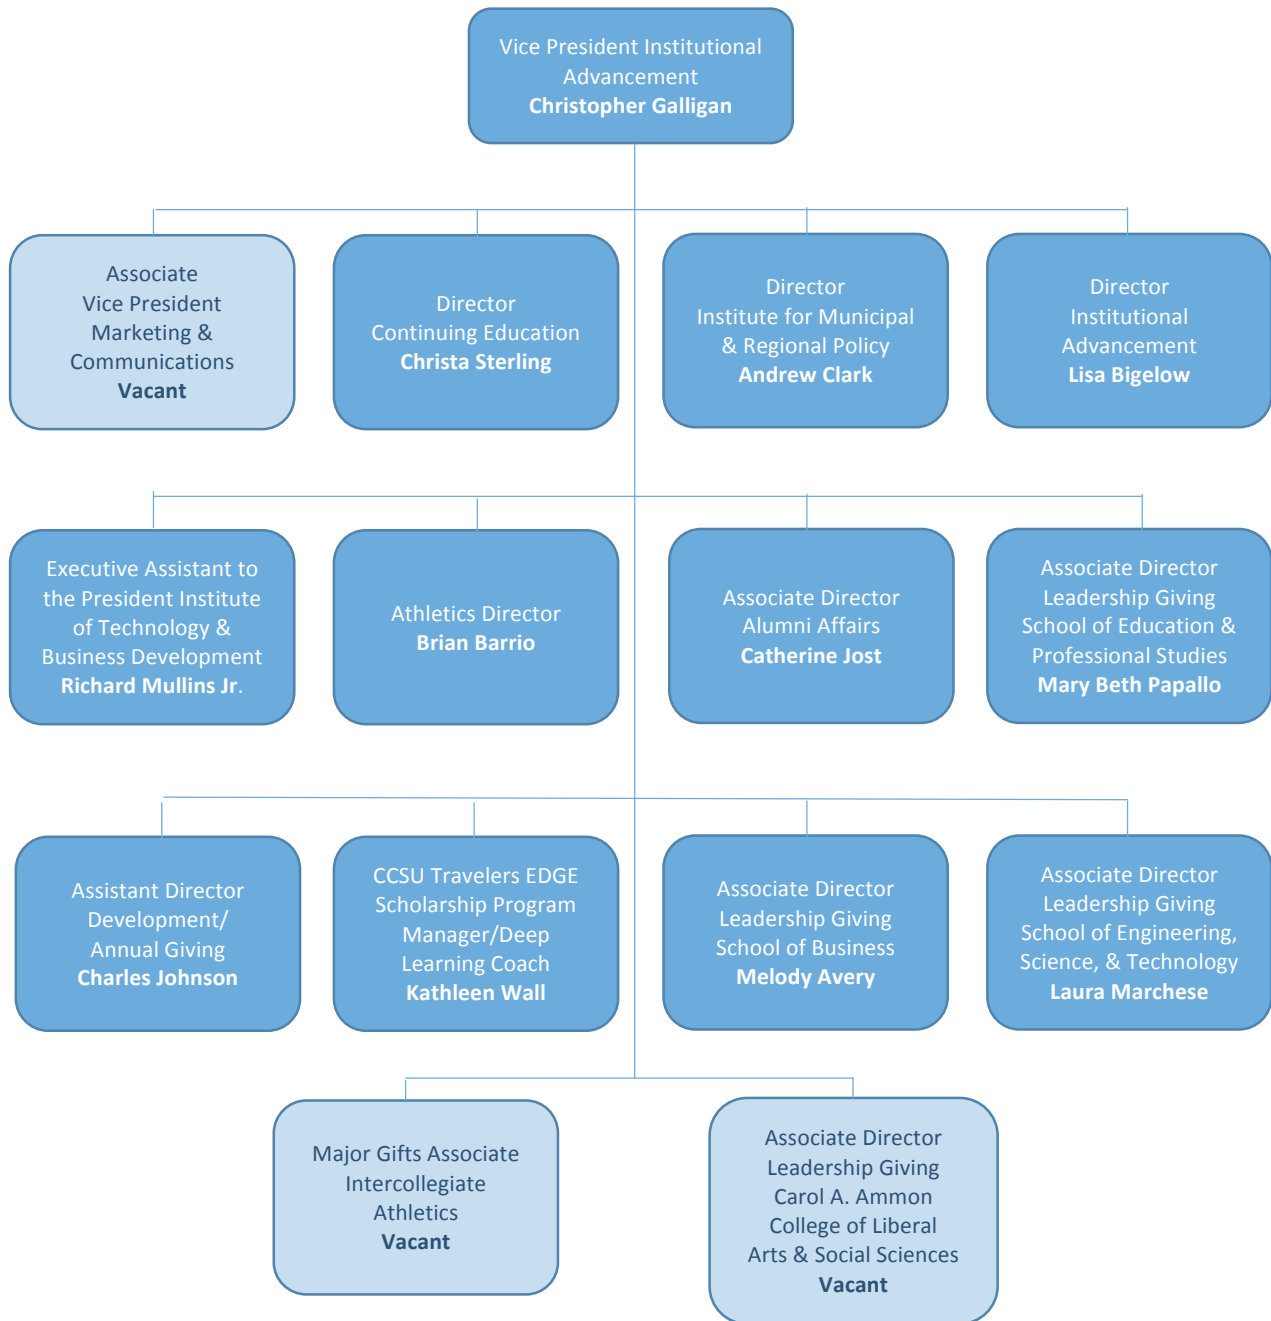 Vice President Institutional
Advancement
Christopher Galligan
Associate
Vice President
Marketing &
Communications
Vacant
Director
Continuing Education
Christa Sterling
Director
Institute for Municipal
& Regional Policy
Andrew Clark
Director
Institutional
Advancement
Lisa Bigelow
Executive Assistant to
the President Institute
of Technology &
Business Development
Richard Mullins Jr.
Athletics Director
Brian Barrio
Associate Director
Alumni Affairs
Catherine Jost
Associate Director
Leadership Giving
School of Education &
Professional Studies
Mary Beth Papallo
Assistant Director
Development/
Annual Giving
Charles Johnson
CCSU Travelers EDGE
Scholarship Program
Manager/Deep
Learning Coach
Kathleen Wall
Associate Director
Leadership Giving
School of Business
Melody Avery
Associate Director
Leadership Giving
School of Engineering,
Science, & Technology
Laura Marchese
Major Gifts Associate
Intercollegiate
Athletics
Vacant
Associate Director
Leadership Giving
Carol A. Ammon
College of Liberal
Arts & Social Sciences
Vacant